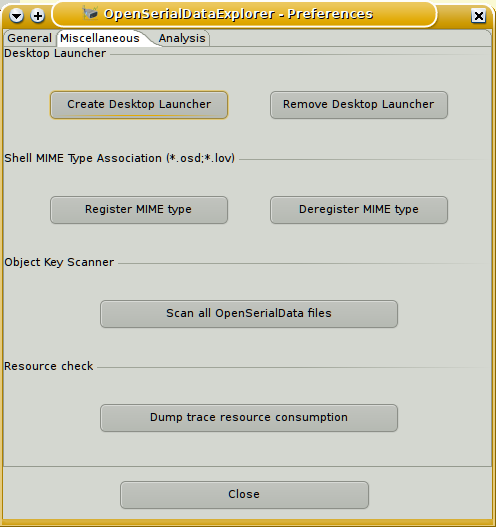 OpenSerialDataExplorer - Preferences
General Miscellaneous Analysis
Desktop Launcher
Create Desktop Launcher Remove Desktop Launcher
Shell MIME Type Association (*.osd;*.lov)
Register MIME type Deregister MIME type
Object Key Scanner
Scan all OpenSerialData files
Resource check
Dump trace resource consumption
Close